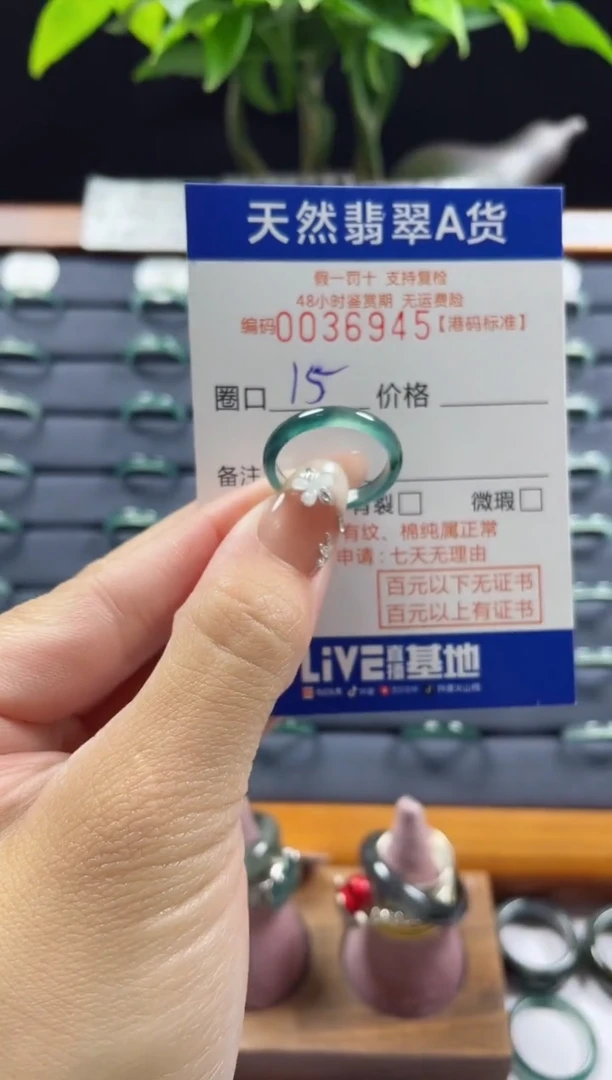 天然翡翠A货
假一罚十 支持复检
48小时鉴赏期 无运费险
编码0036945【港码标准】
圈口 15 价格
备注
有裂□ 微瑕□
有纹、棉纯属正常
申请：七天无理由
百元以下无证书
百元以上有证书
LiVE直播基地